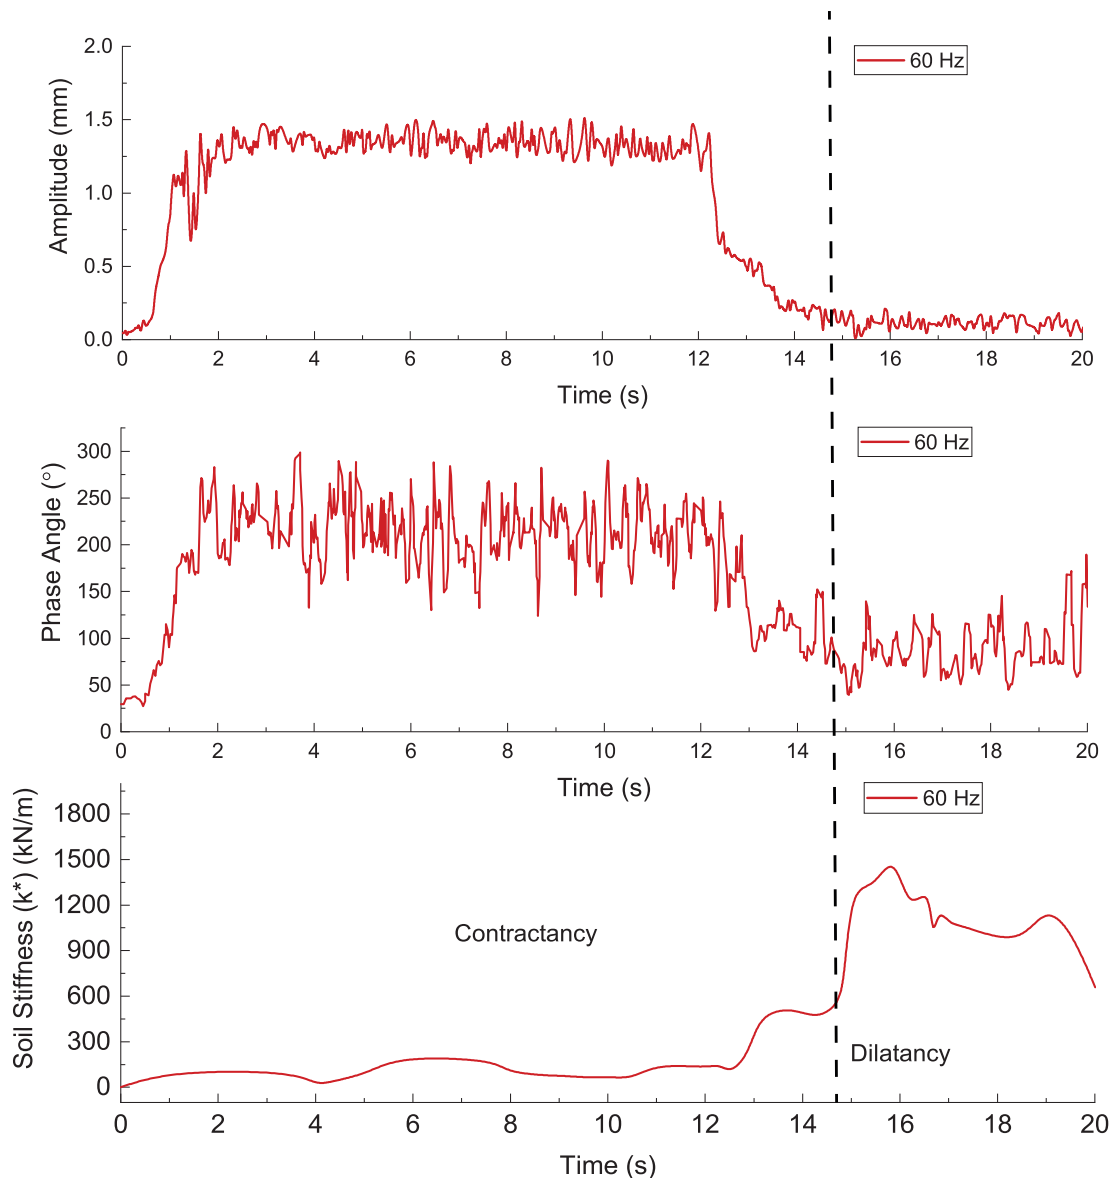 2.0
1.5
1.0
0.5
0.0
Amplitude (mm)
60 Hz
0 2 4 6 8 10 12 14 16 18 20
Time (s)
300
250
200
150
100
50
0
Phase Angle (°)
60 Hz
0 2 4 6 8 10 12 14 16 18 20
Time (s)
1800
1500
1200
900
600
300
0
Soil Stiffness (k*) (kN/m)
60 Hz
Contractancy
Dilatancy
0 2 4 6 8 10 12 14 16 18 20
Time (s)